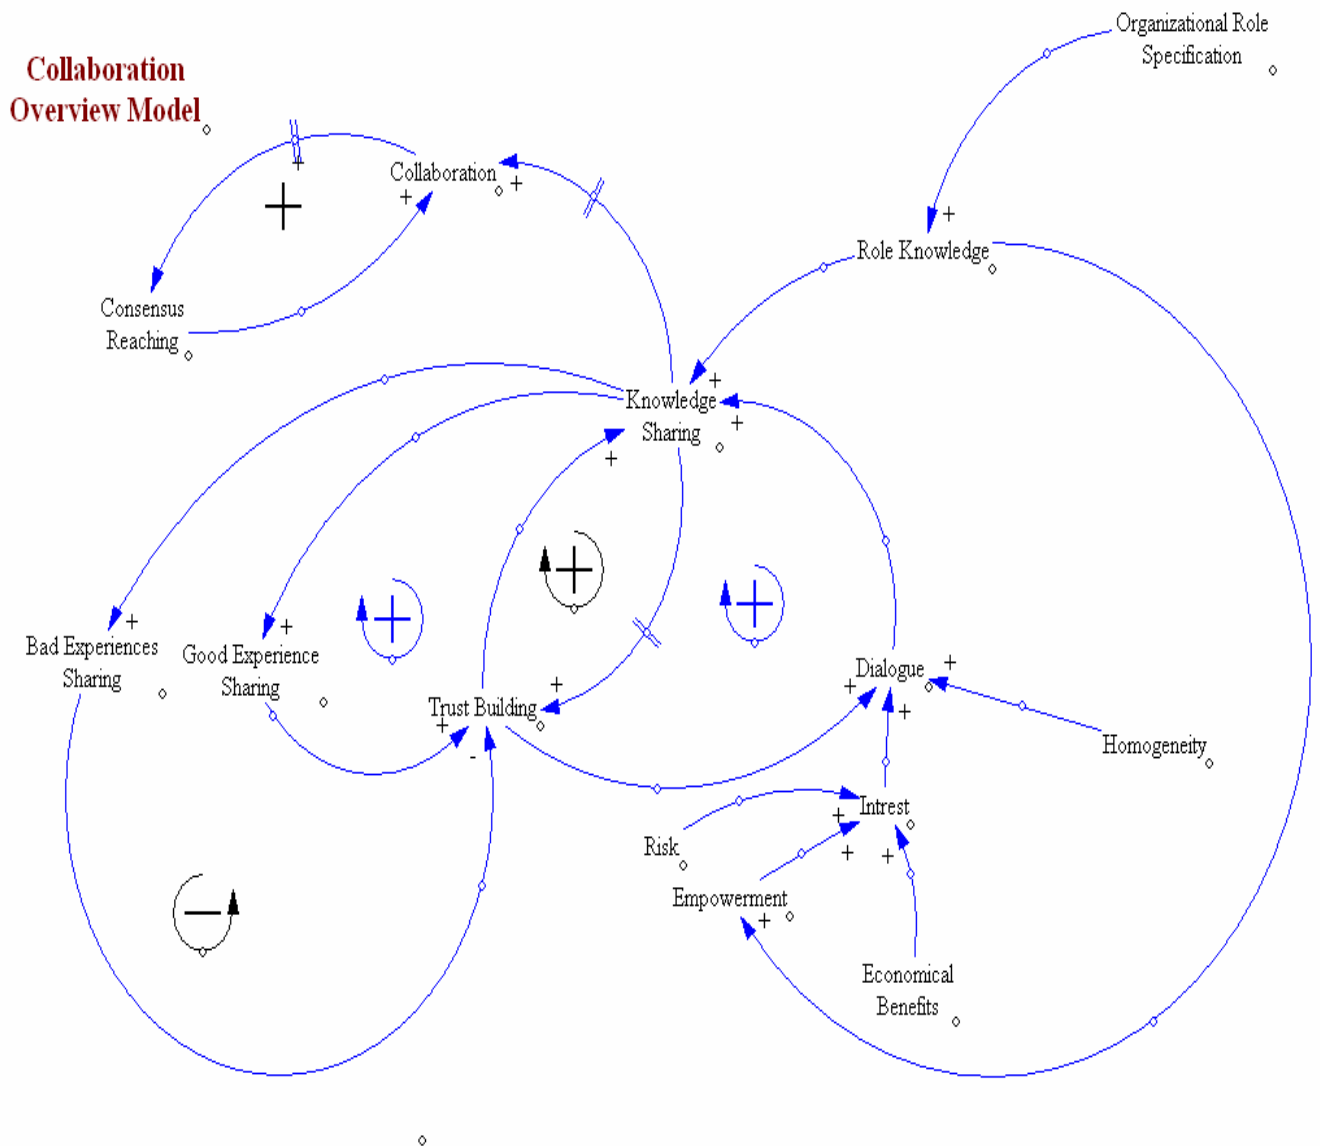 Organizational Role
Specification
Collaboration
Overview Model
+
Collaboration
+
+
+
+
Role Knowledge
Consensus
Reaching
+
Knowledge
Sharing
+
+
+
+
+
+
+
Bad Experiences
Sharing
Good Experience
Sharing
+
Trust Building
+
-
+
Dialogue
+
+
Homogeneity
Intrest
+
+
+
Risk
Empowerment
+
Economical
Benefits
−